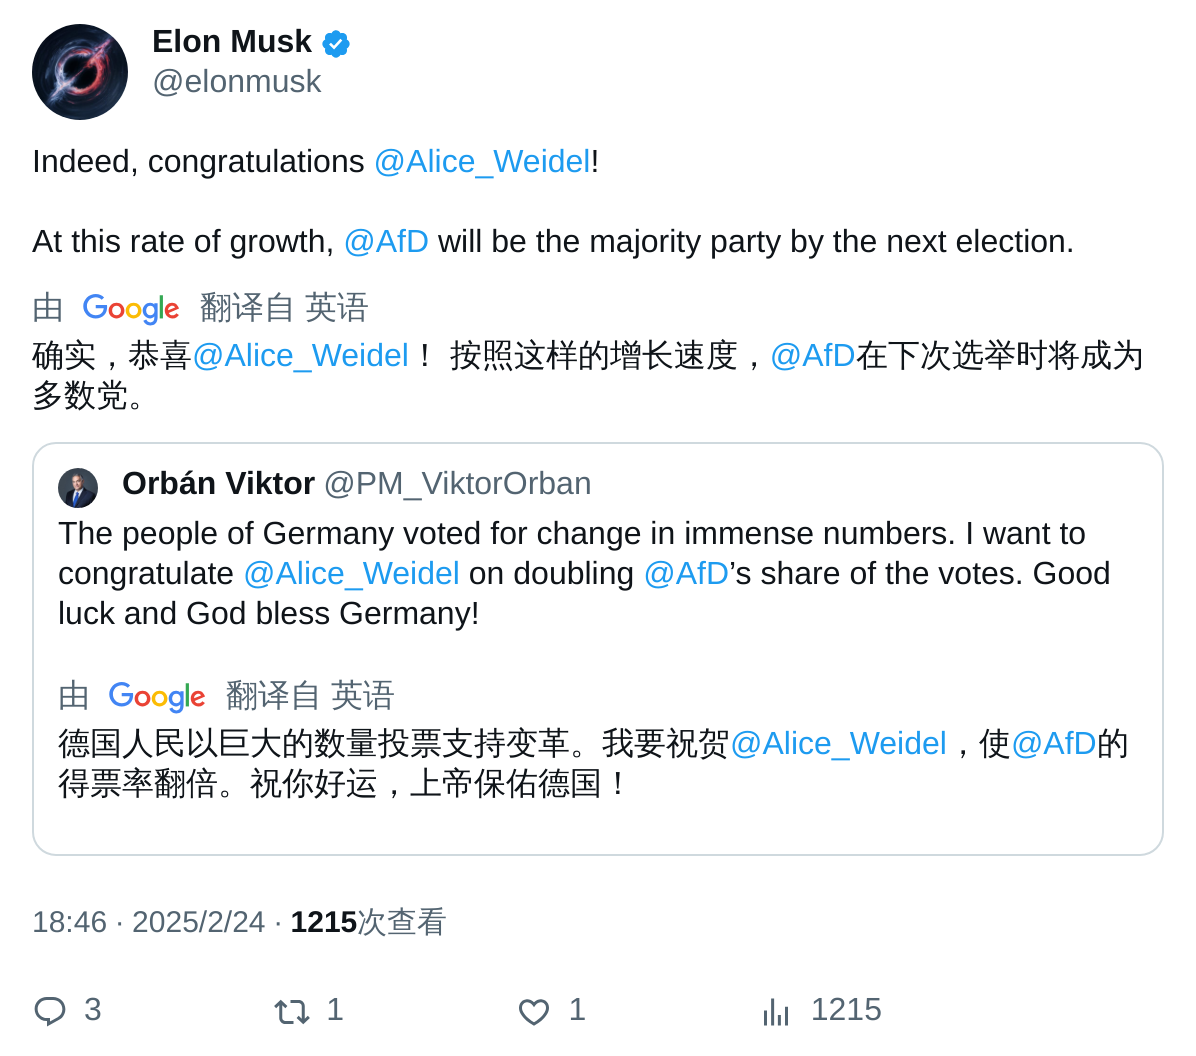 Elon Musk
@elonmusk
Indeed, congratulations @Alice_Weidel!
At this rate of growth, @AfD will be the majority party by the next election.
由 Google 翻译自 英语
确实，恭喜@Alice_Weidel！ 按照这样的增长速度，@AfD在下次选举时将成为
多数党。
Orbán Viktor @PM_ViktorOrban
The people of Germany voted for change in immense numbers. I want to
congratulate @Alice_Weidel on doubling @AfD’s share of the votes. Good
luck and God bless Germany!
由 Google 翻译自 英语
德国人民以巨大的数量投票支持变革。我要祝贺@Alice_Weidel，使@AfD的
得票率翻倍。祝你好运，上帝保佑德国！
18:46 · 2025/2/24 · 1215次查看
3 1 1 1215